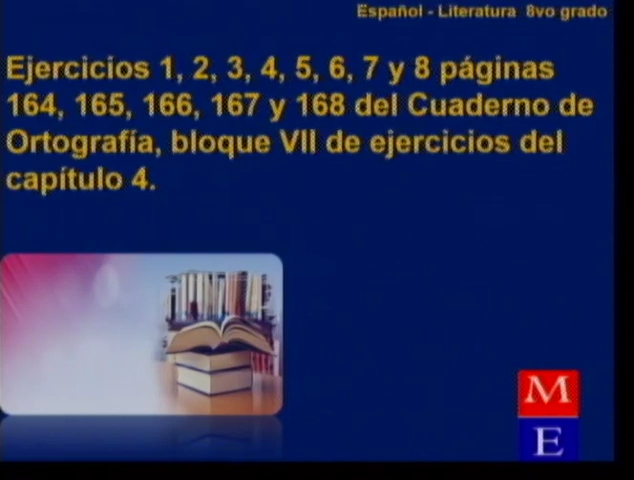 Español - Literatura 8vo grado
Ejercicios 1, 2, 3, 4, 5, 6, 7 y 8 páginas
164, 165, 166, 167 y 168 del Cuaderno de
Ortografía, bloque VII de ejercicios del
capítulo 4.
M
E